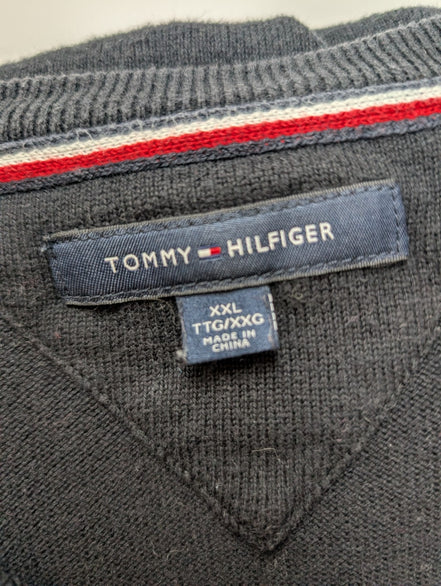 TOMMY HILFIGER
XXL
TTG/XXG
MADE IN
CHINA